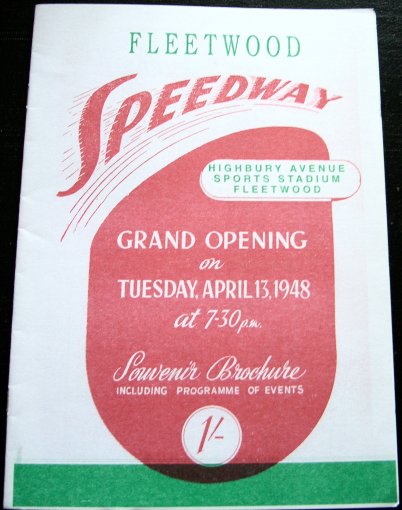 FLEETWOOD
SPEEDWAY
HIGHBURY AVENUE
SPORTS STADIUM
FLEETWOOD
GRAND OPENING
on
TUESDAY, APRIL 13, 1948
at 7-30 p.m.
Souvenir Brochure
INCLUDING PROGRAMME OF EVENTS
1/-